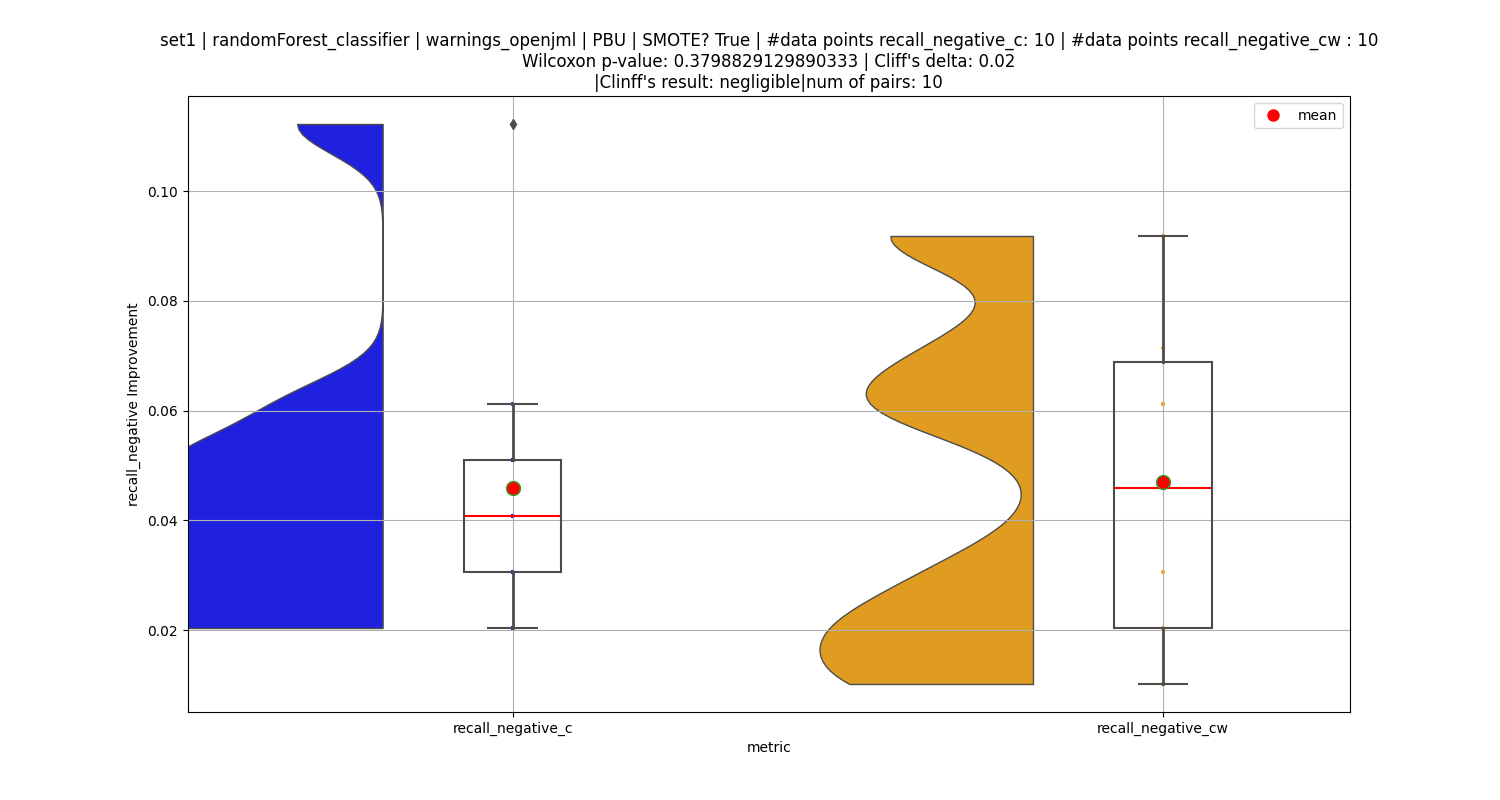 set1 | randomForest_classifier | warnings_openjml | PBU | SMOTE? True | #data points recall_negative_c: 10 | #data points recall_negative_cw : 10
Wilcoxon p-value: 0.3798829129890333 | Cliff's delta: 0.02
|Clinff's result: negligible|num of pairs: 10
mean
0.10
0.08
0.06
0.04
0.02
recall_negative Improvement
recall_negative_c
recall_negative_cw
metric